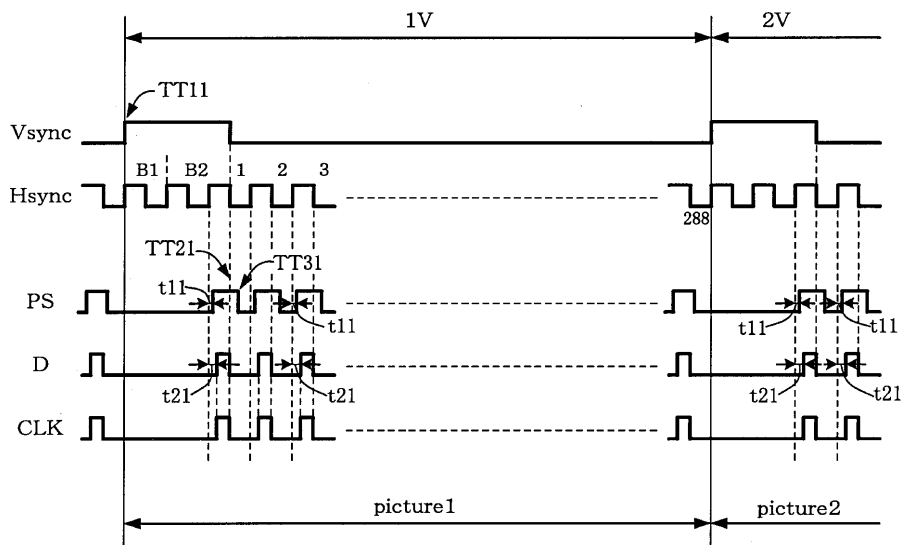 1V 2V
TT11
Vsync
B1 B2 1 2 3
Hsync
288
TT21
TT31
t11
PS
t11 t11 t11
D
t21 t21 t21 t21
CLK
picture1 picture2